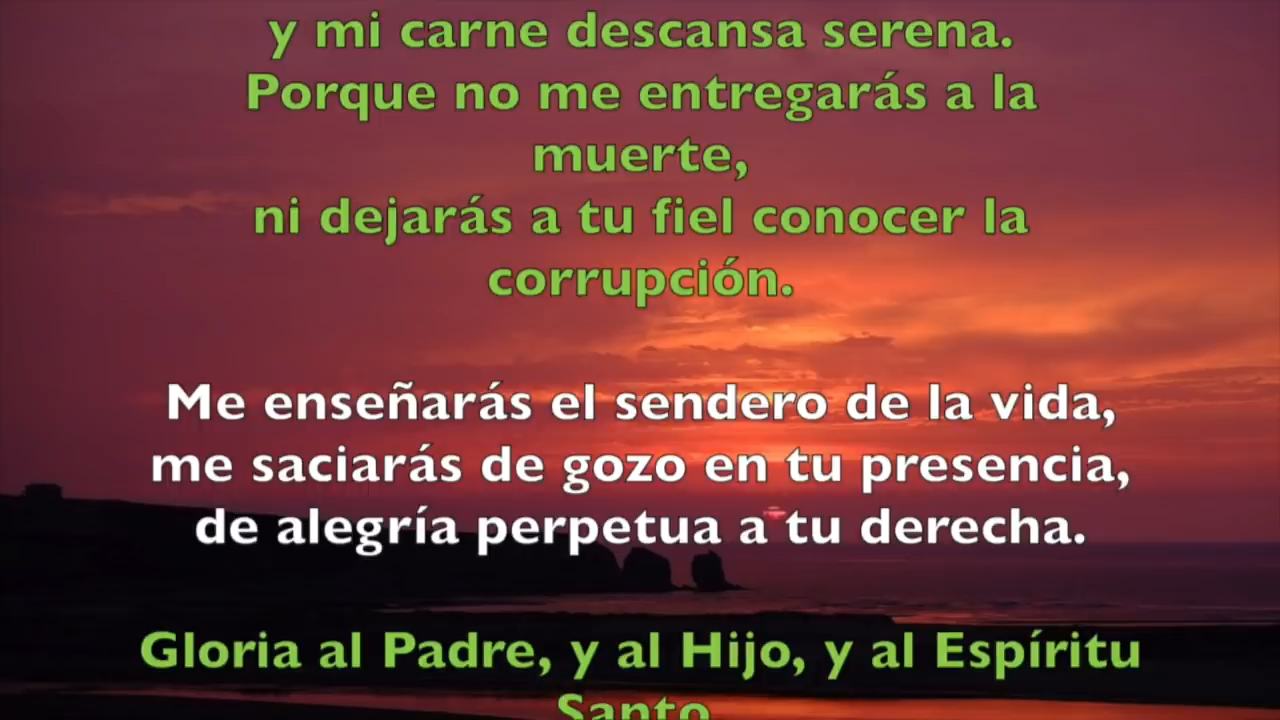 y mi carne descansa serena.
Porque no me entregarás a la
muerte,
ni dejarás a tu fiel conocer la
corrupción.
Me enseñarás el sendero de la vida,
me saciarás de gozo en tu presencia,
de alegría perpetua a tu derecha.
Gloria al Padre, y al Hijo, y al Espíritu
Santo.